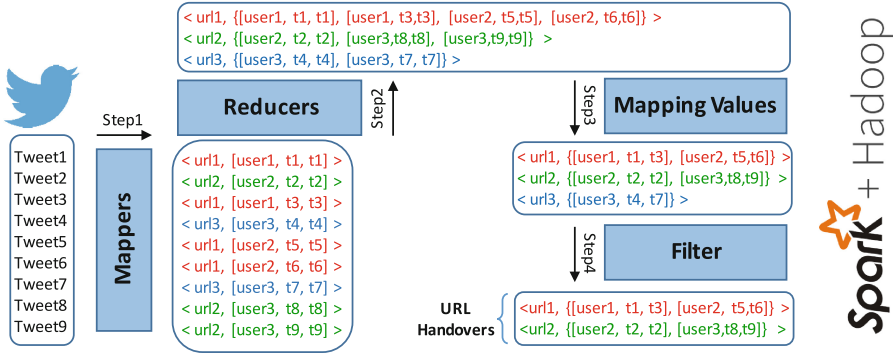 < url1, {[user1, t1, t1], [user1, t3,t3], [user2, t5,t5], [user2, t6,t6]} >
< url2, {[user2, t2, t2], [user3,t8,t8], [user3,t9,t9]} >
< url3, {[user3, t4, t4], [user3, t7, t7]} >
Step1
Reducers
Step2
Step3
Mapping Values
Tweet1
Tweet2
Tweet3
Tweet4
Tweet5
Tweet6
Tweet7
Tweet8
Tweet9
Mappers
< url1, [user1, t1, t1] >
< url2, [user2, t2, t2] >
< url1, [user1, t3, t3] >
< url3, [user3, t4, t4] >
< url1, [user2, t5, t5] >
< url1, [user2, t6, t6] >
< url3, [user3, t7, t7] >
< url2, [user3, t8, t8] >
< url2, [user3, t9, t9] >
< url1, {[user1, t1, t3], [user2, t5,t6]} >
< url2, {[user2, t2, t2], [user3,t8,t9]} >
< url3, {[user3, t4, t7]} >
Step4
Filter
URL
Handovers
<url1, {[user1, t1, t3], [user2, t5,t6]} >
<url2, {[user2, t2, t2], [user3,t8,t9]} >
Spark + Hadoop